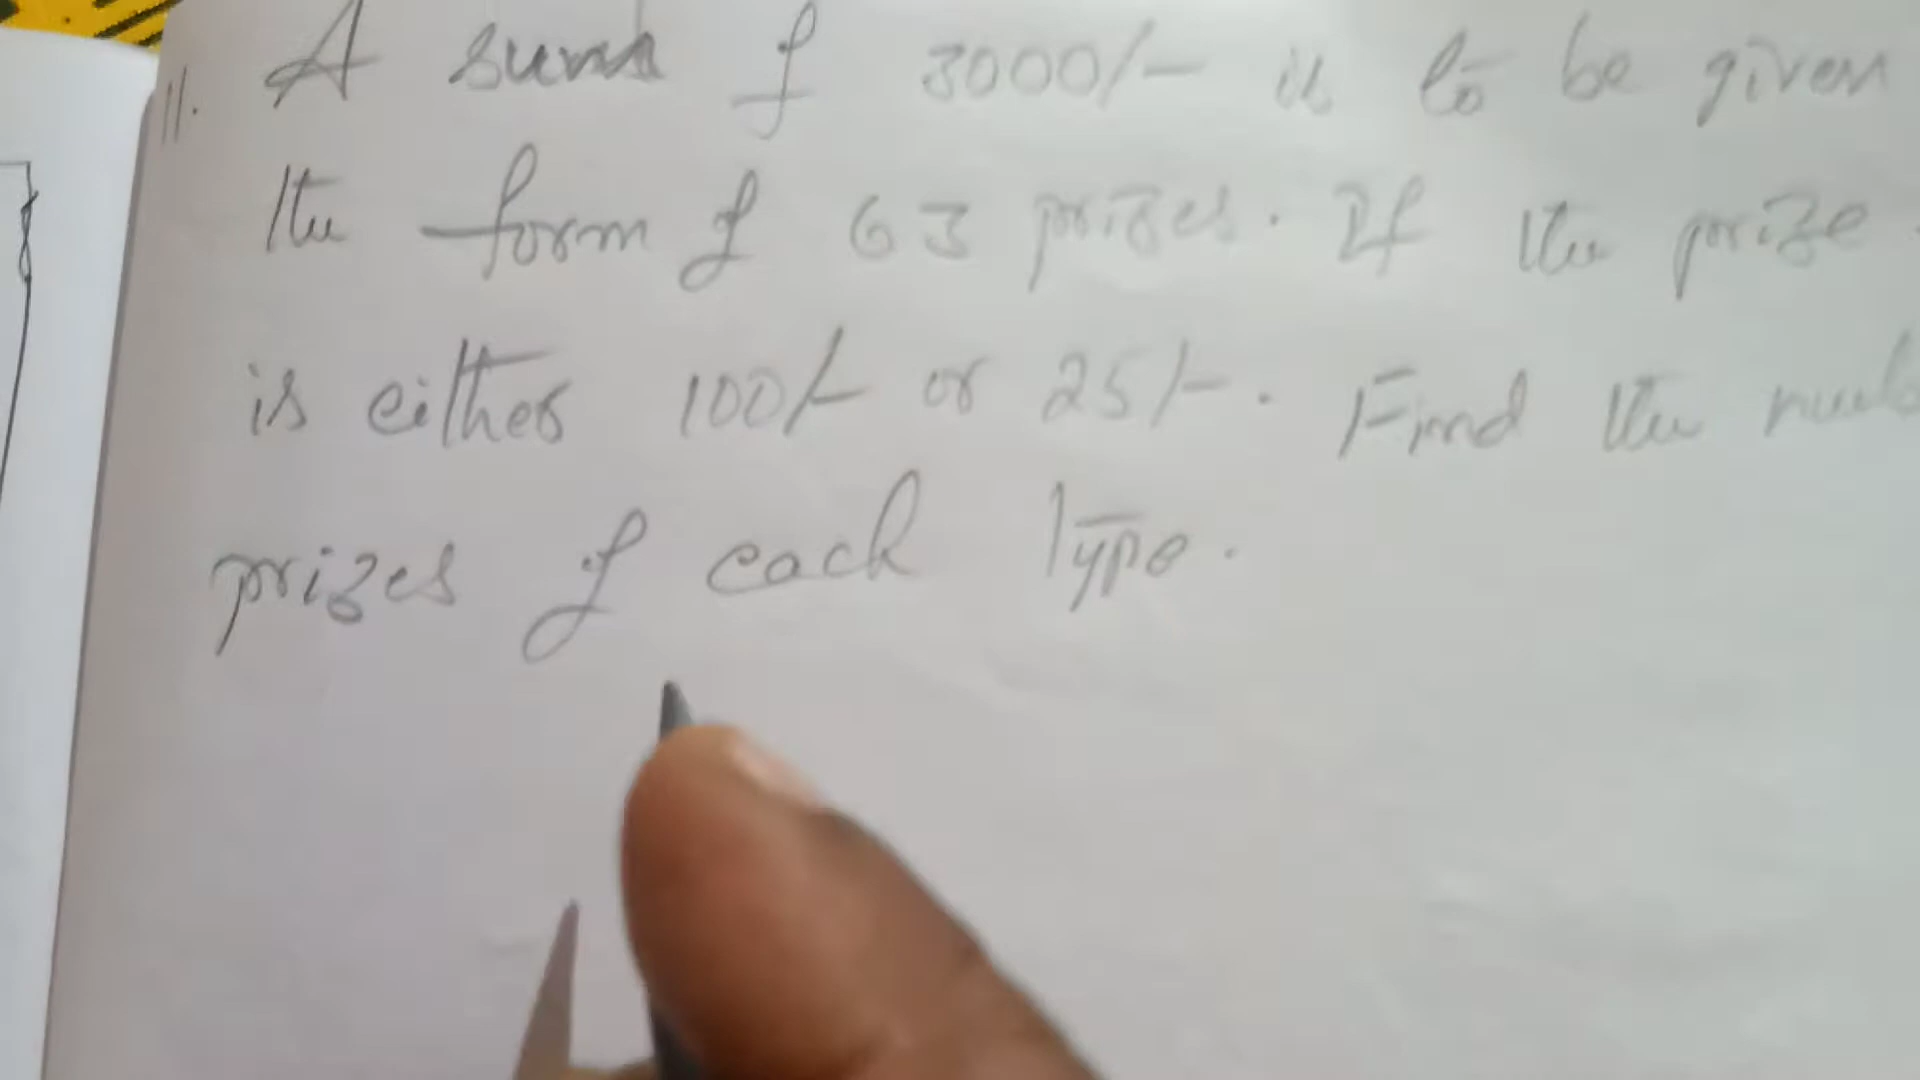 11. A sum of 3000/- is to be given
the form of 63 prizes. If the prize
is either 100/- or 25/-. Find the
prizes of each type.